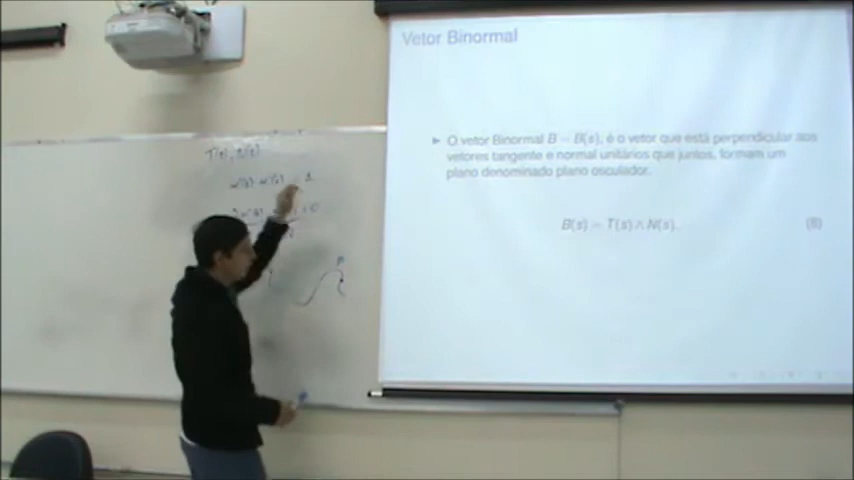 Vetor Binormal
► O vetor Binormal B = B(s), é o vetor que está perpendicular aos
vetores tangente e normal unitários que juntos, formam um
plano denominado plano osculador.
B(s) = T(s) ∧ N(s). (8)